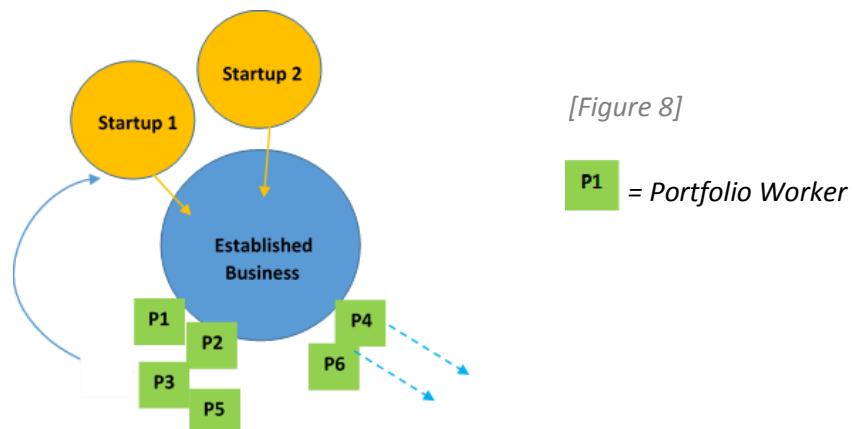 Startup 2
Startup 1
[Figure 8]
P1 = Portfolio Worker
Established
Business
P1
P4
P2
P6
P3
P5